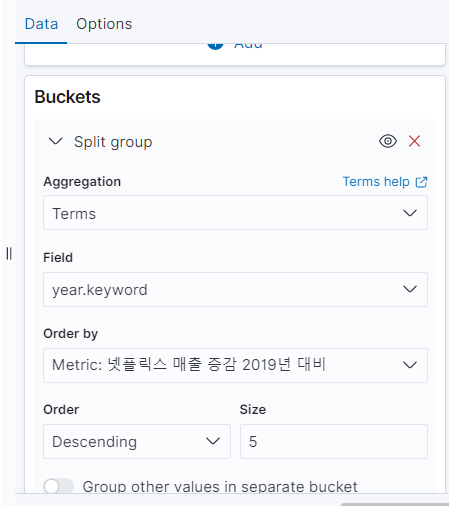 Data Options
Add
Buckets
Split group
Aggregation Terms help
Terms
Field
year.keyword
Order by
Metric: 넷플릭스 매출 증감 2019년 대비
Order Size
Descending 5
Group other values in separate bucket